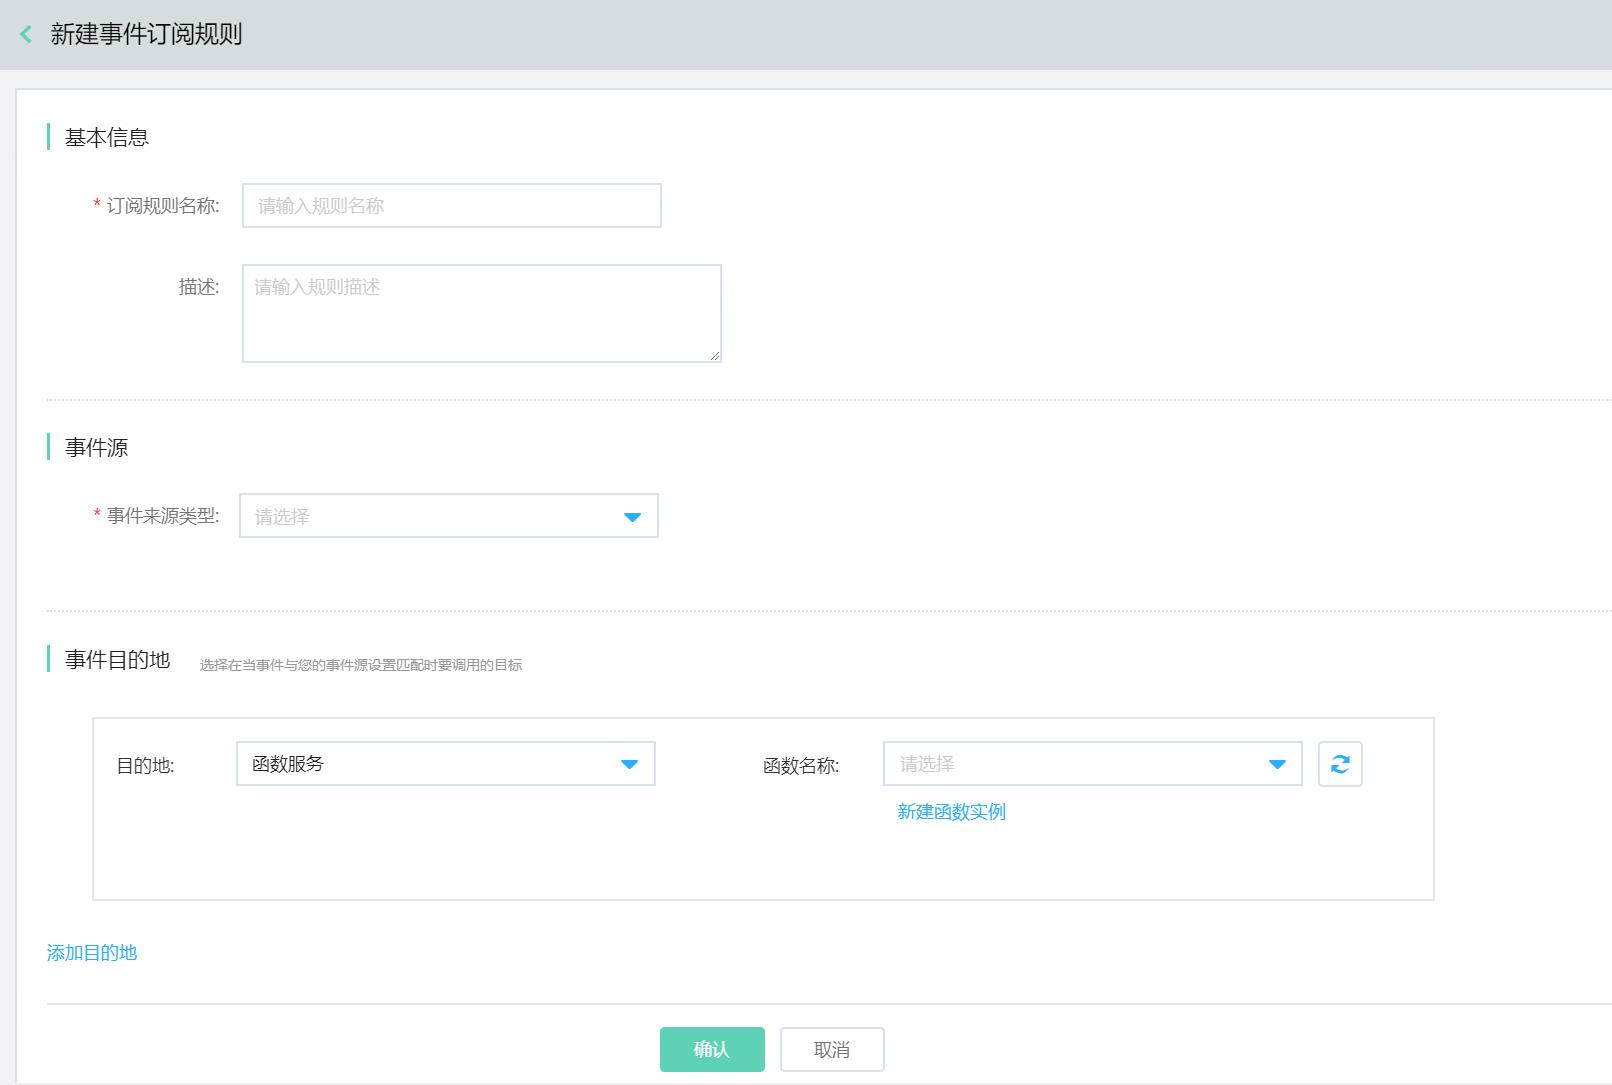 新建事件订阅规则
基本信息
* 订阅规则名称: 请输入规则名称
描述: 请输入规则描述
事件源
* 事件来源类型: 请选择
事件目的地 选择在当事件与您的事件源设置匹配时要调用的目标
目的地: 函数服务 函数名称: 请选择
新建函数实例
添加目的地
确认 取消